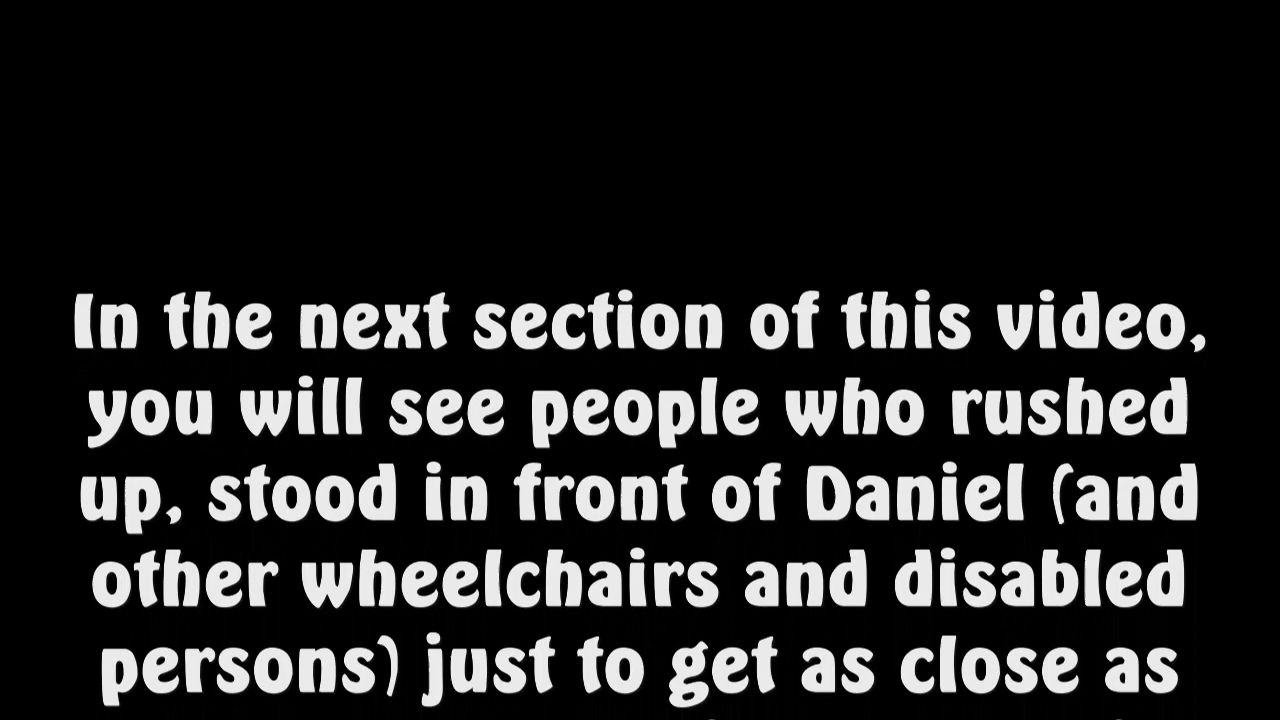 In the next section of this video,
you will see people who rushed
up, stood in front of Daniel (and
other wheelchairs and disabled
persons) just to get as close as